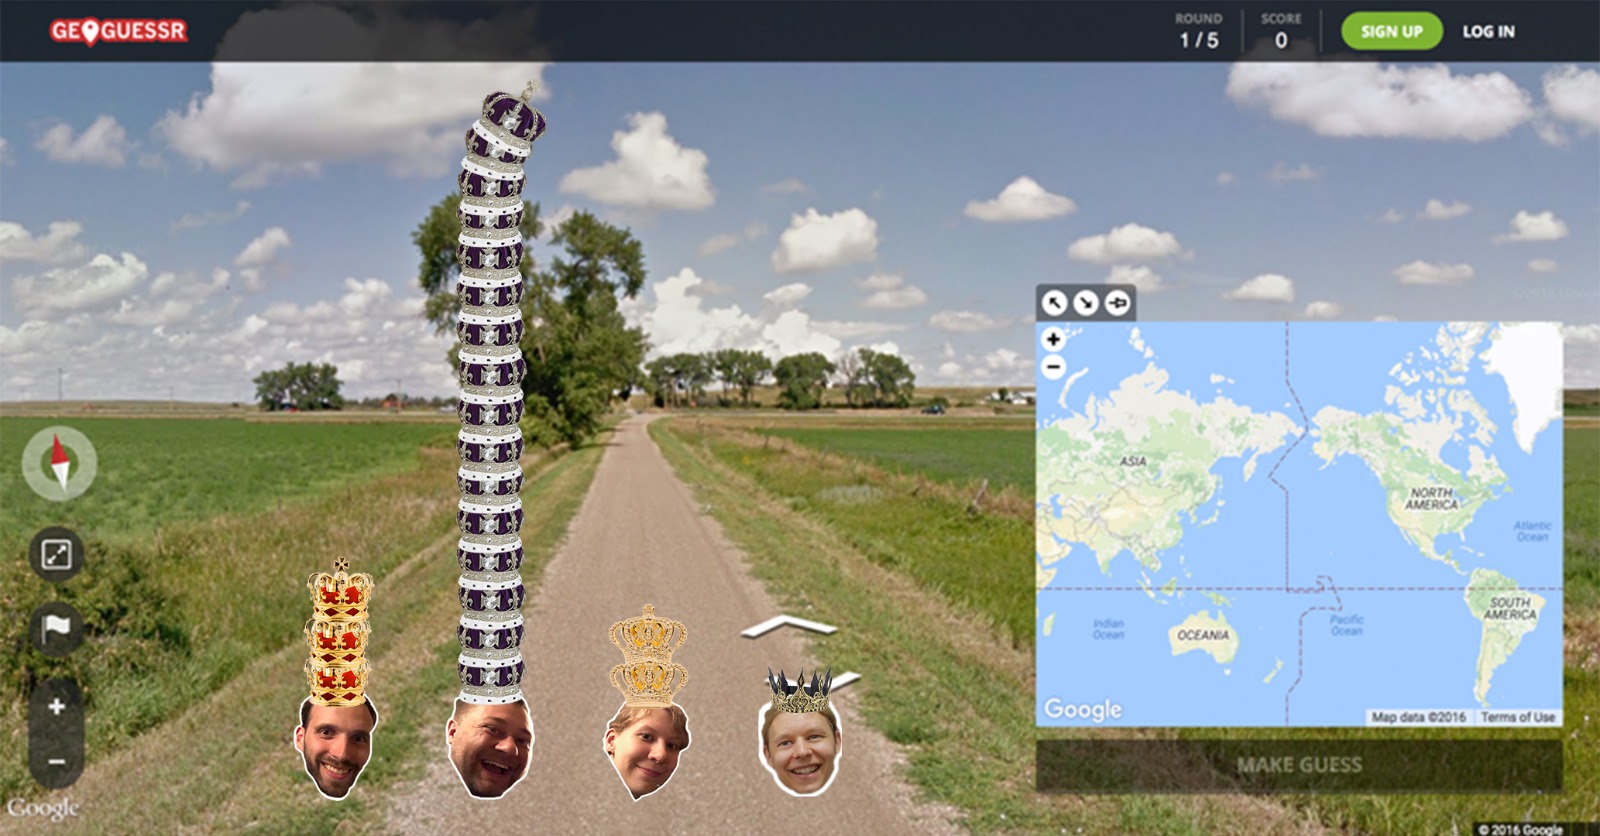 GEOGUESSR
ROUND
1 / 5
SCORE
0
SIGN UP
LOG IN
ASIA
NORTH
AMERICA
Atlantic
Ocean
Indian
Ocean
OCEANIA
Pacific
Ocean
SOUTH
AMERICA
Google
Map data ©2016
Terms of Use
MAKE GUESS
Google
© 2016 Google